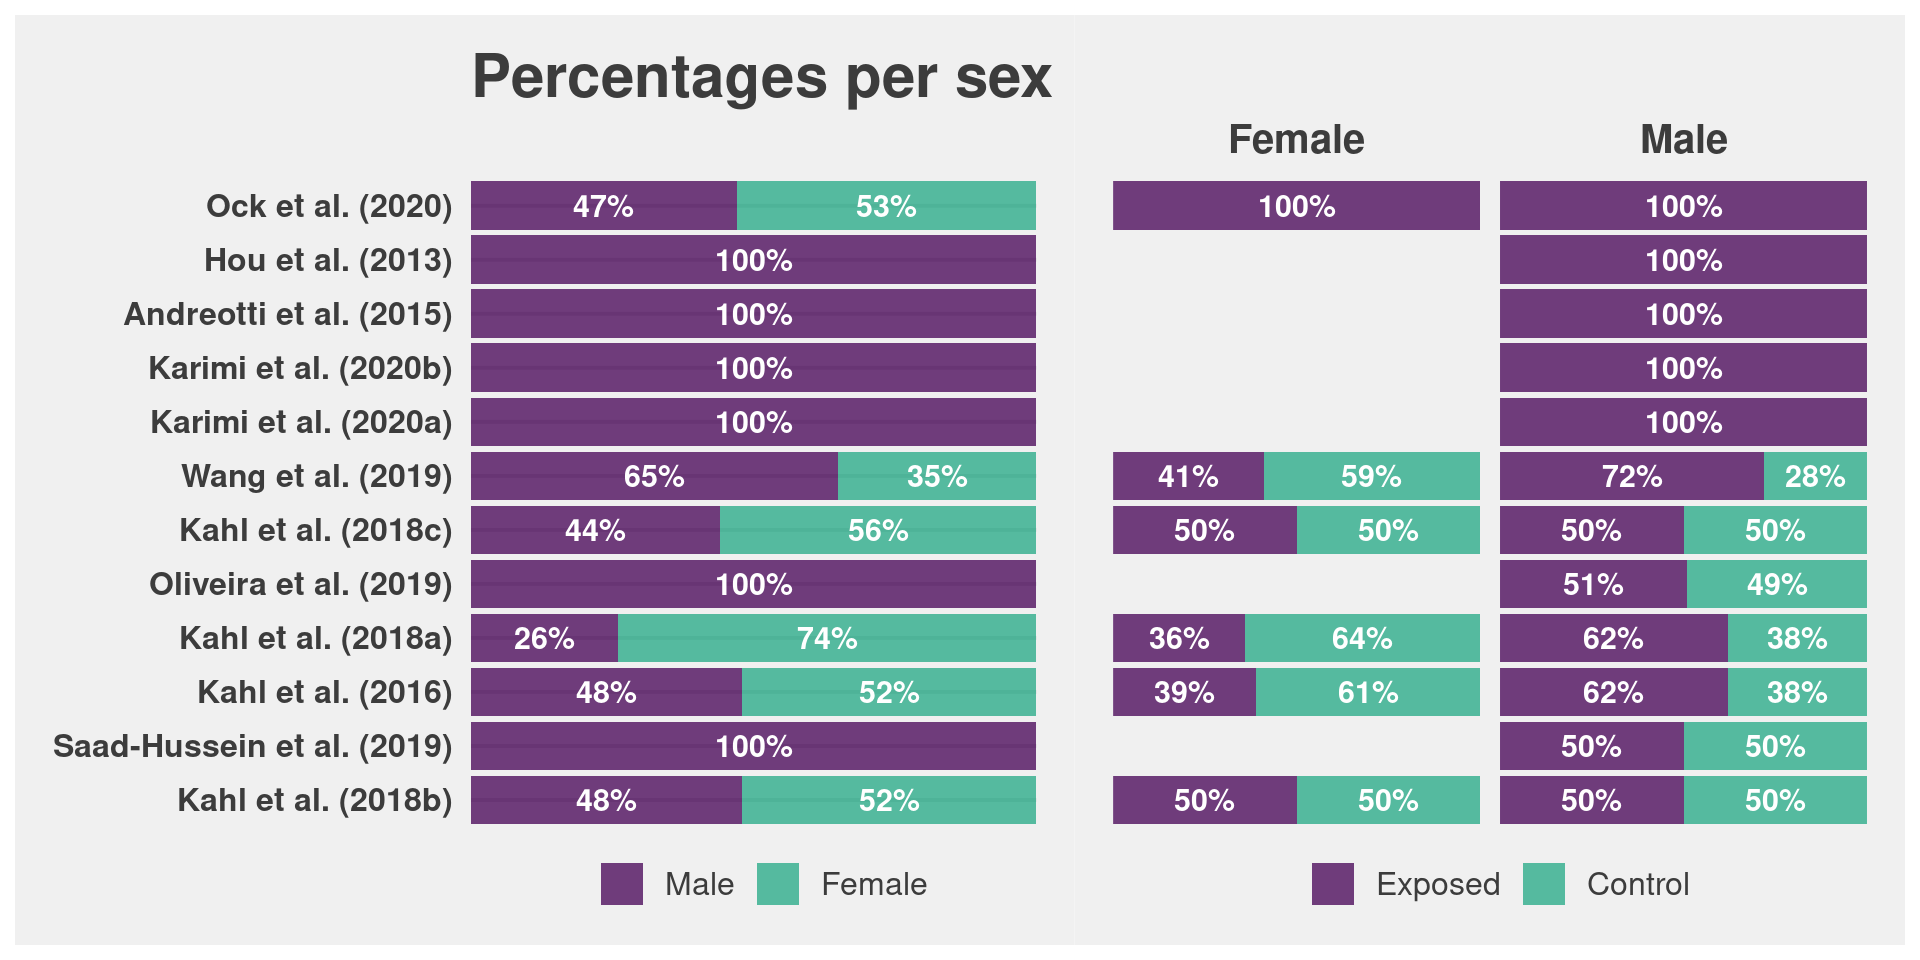 Percentages per sex
Female Male
Ock et al. (2020) 47% 53% 100% 100%
Hou et al. (2013) 100% 100%
Andreotti et al. (2015) 100% 100%
Karimi et al. (2020b) 100% 100%
Karimi et al. (2020a) 100% 100%
Wang et al. (2019) 65% 35% 41% 59% 72% 28%
Kahl et al. (2018c) 44% 56% 50% 50% 50% 50%
Oliveira et al. (2019) 100% 51% 49%
Kahl et al. (2018a) 26% 74% 36% 64% 62% 38%
Kahl et al. (2016) 48% 52% 39% 61% 62% 38%
Saad-Hussein et al. (2019) 100% 50% 50%
Kahl et al. (2018b) 48% 52% 50% 50% 50% 50%
Male Female Exposed Control